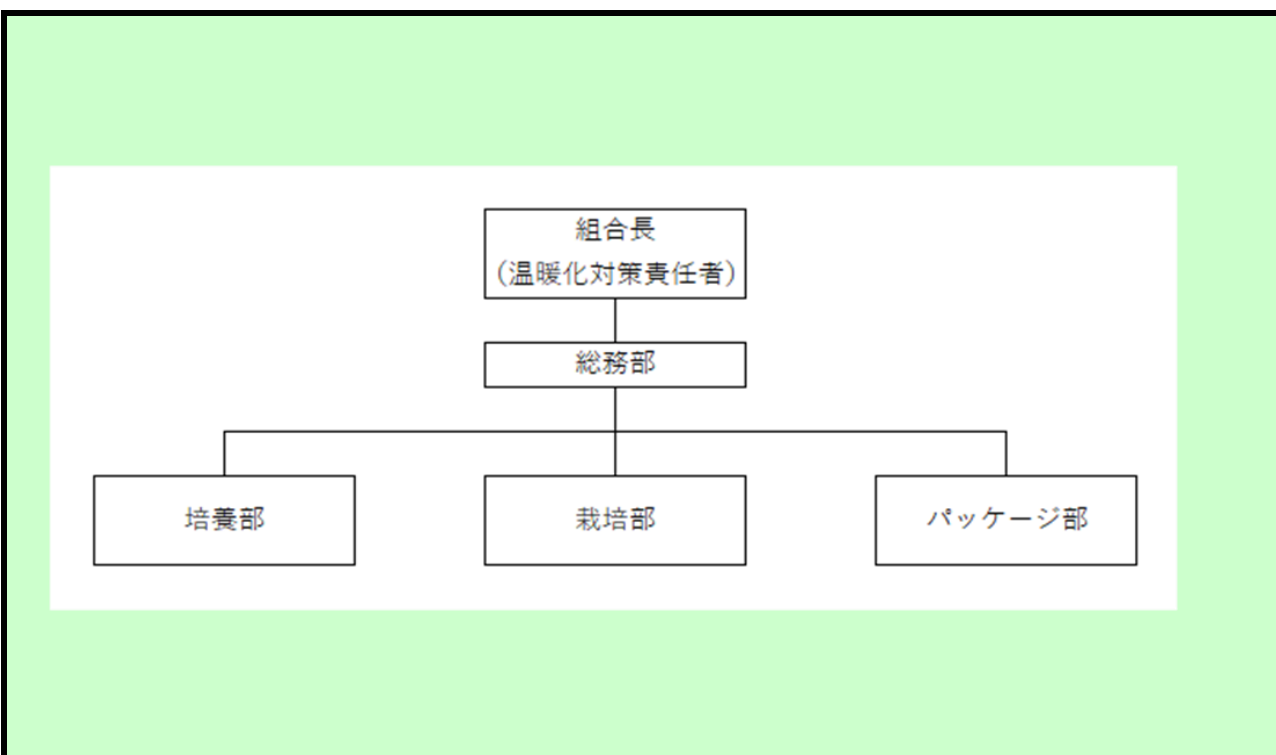 組合長
（温暖化対策責任者）
総務部
培養部
栽培部
パッケージ部